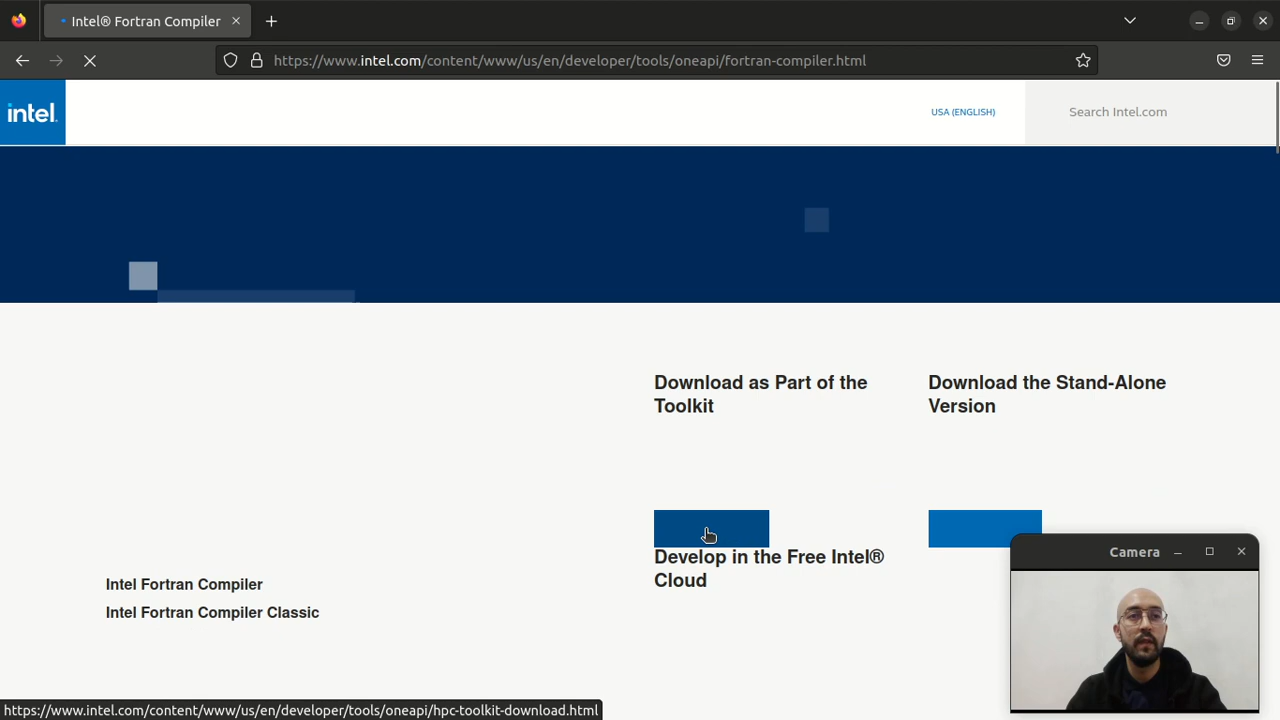 Intel® Fortran Compiler
https://www.intel.com/content/www/us/en/developer/tools/oneapi/fortran-compiler.html
intel.
USA (ENGLISH)
Search Intel.com
Download as Part of the
Toolkit
Download the Stand-Alone
Version
Develop in the Free Intel®
Cloud
Intel Fortran Compiler
Intel Fortran Compiler Classic
Camera
https://www.intel.com/content/www/us/en/developer/tools/oneapi/hpc-toolkit-download.html